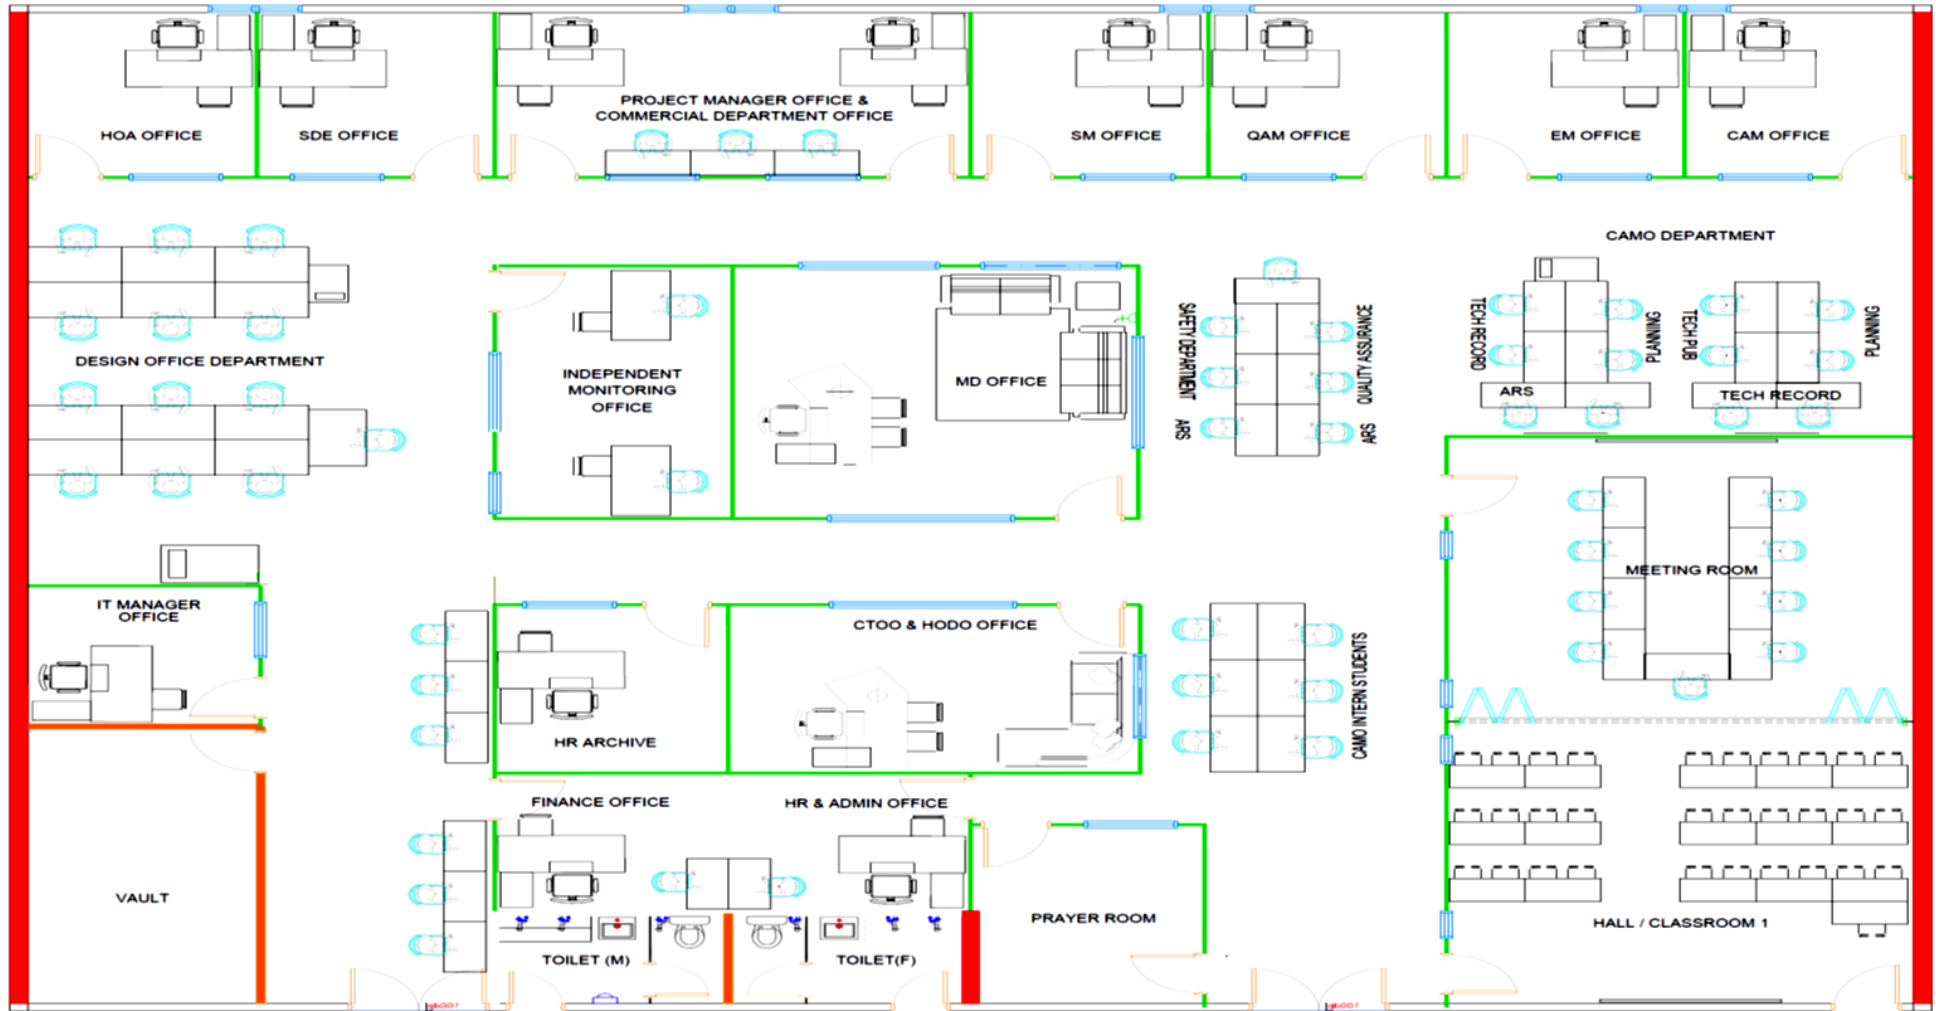 PROJECT MANAGER OFFICE &
COMMERCIAL DEPARTMENT OFFICE
HOA OFFICE
SDE OFFICE
SM OFFICE
QAM OFFICE
EM OFFICE
CAM OFFICE
CAMO DEPARTMENT
DESIGN OFFICE DEPARTMENT
INDEPENDENT
MONITORING
OFFICE
MD OFFICE
SAFETY DEPARTMENT
ARS
QUALITY ASSURANCE
ARS
TECH RECORD
PLANNING
TECH PUB
PLANNING
ARS
TECH RECORD
MEETING ROOM
IT MANAGER
OFFICE
CTOO & HODO OFFICE
CAMO INTERN STUDENTS
HR ARCHIVE
FINANCE OFFICE
HR & ADMIN OFFICE
VAULT
PRAYER ROOM
HALL / CLASSROOM 1
TOILET (M)
TOILET(F)